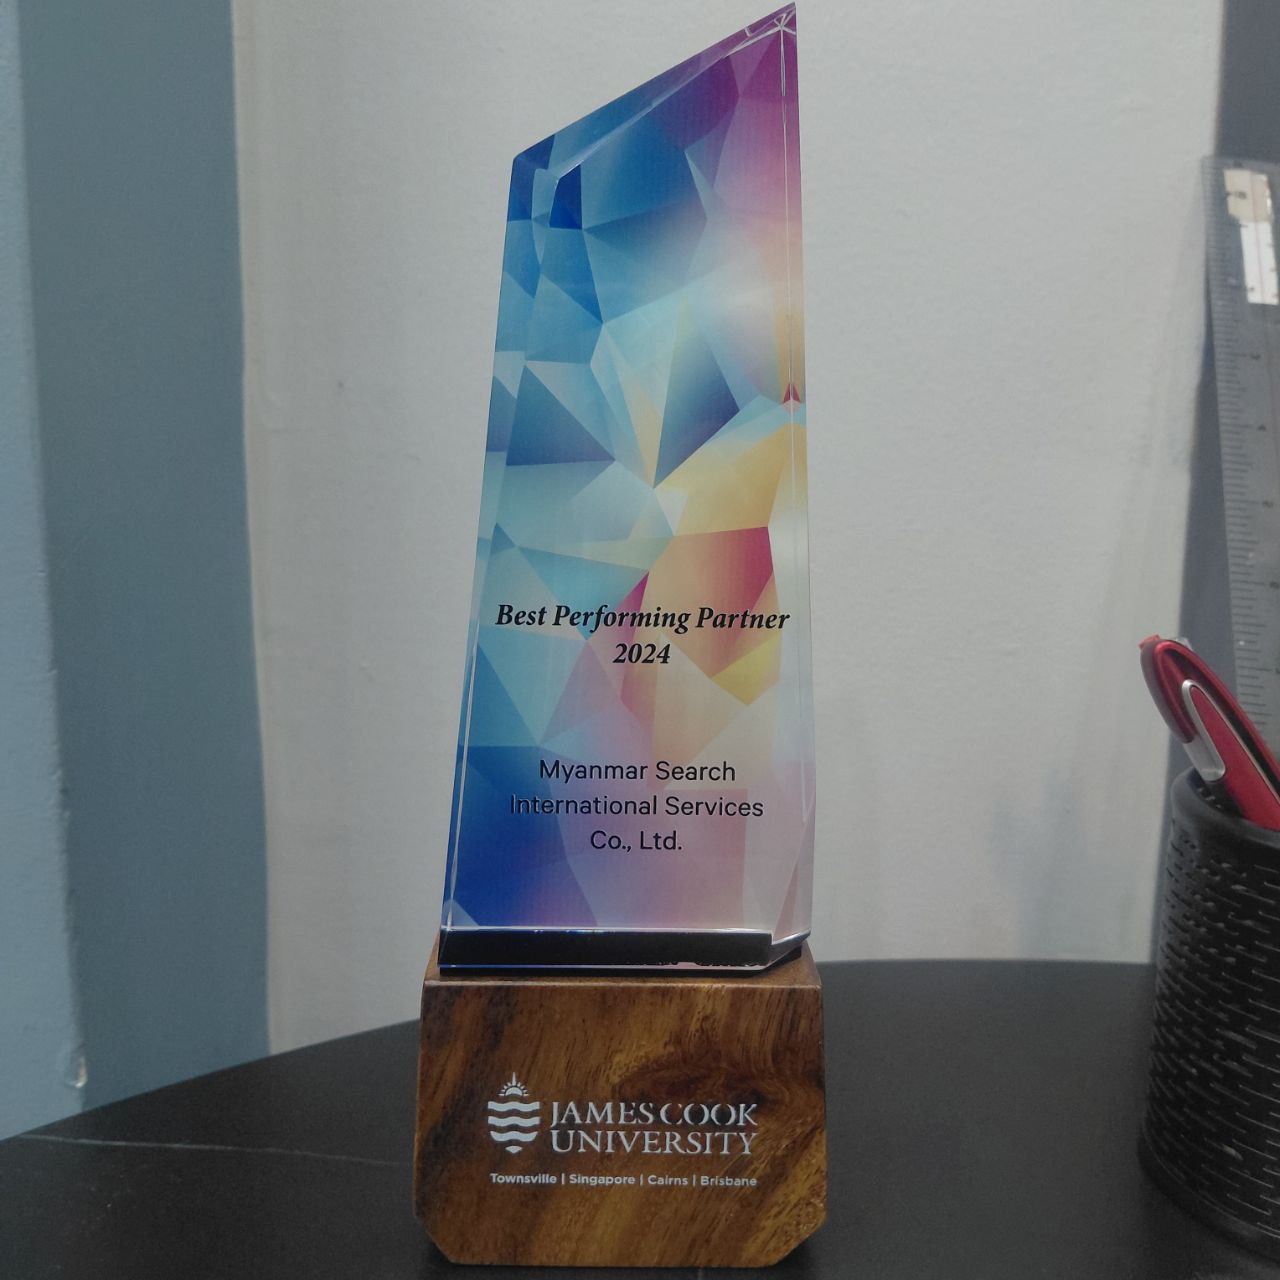 Best Performing Partner
2024
Myanmar Search
International Services
Co., Ltd.
JAMES COOK
UNIVERSITY
Townsville | Singapore | Cairns | Brisbane